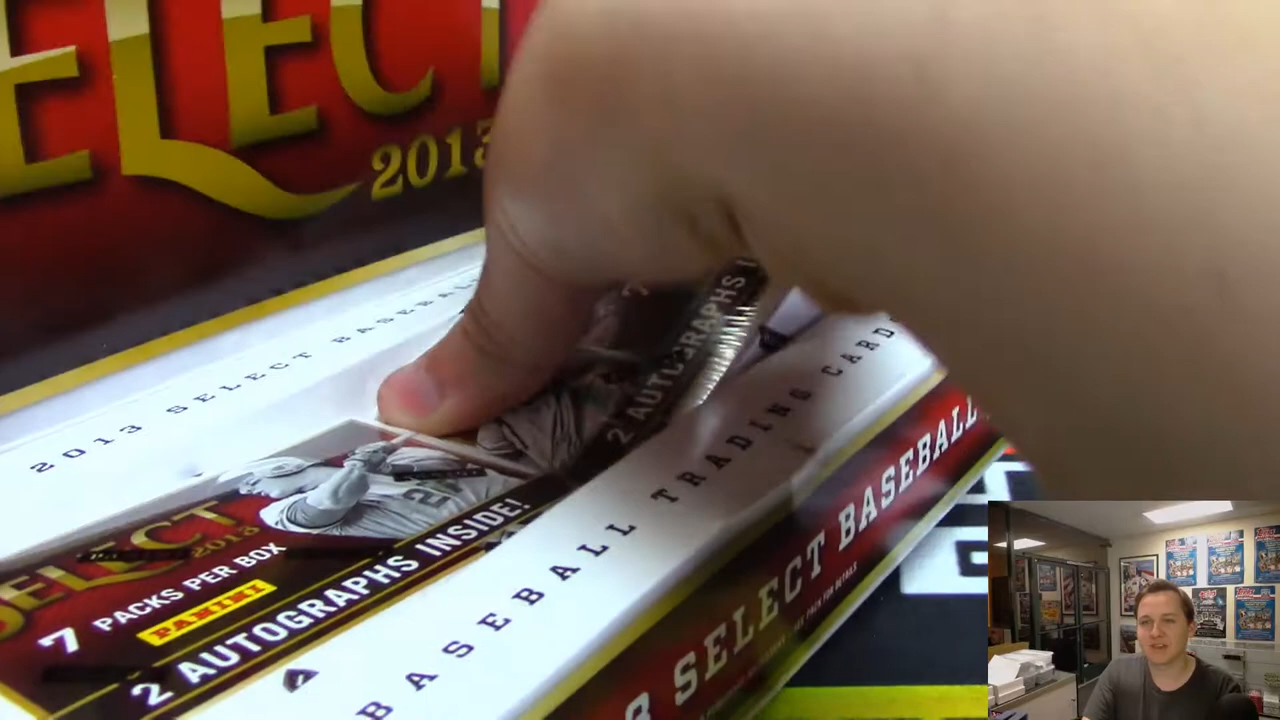 SELECT
2013
2013 SELECT BASEBALL
2 AUTOGRAPHS I
SELECT
2013
7 PACKS PER BOX
PANINI
2 AUTOGRAPHS INSIDE!
BASEBALL TRADING CARD
SELECT BASEBALL